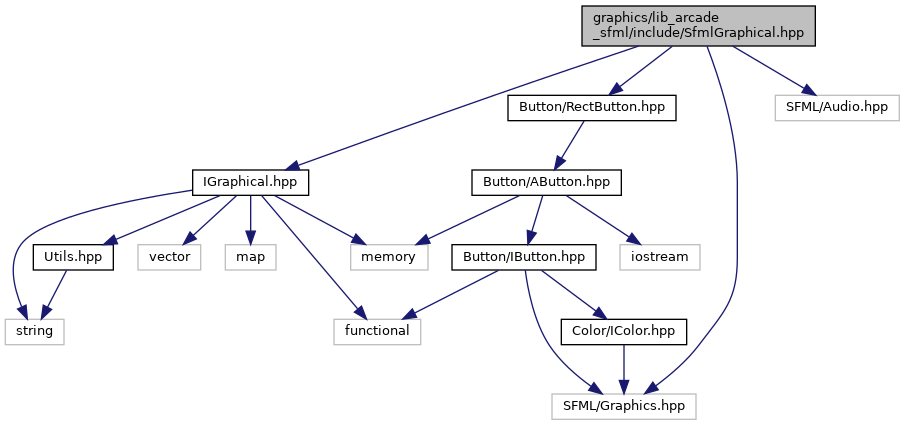 graphics/lib_arcade
_sfml/include/SfmlGraphical.hpp
Button/RectButton.hpp
SFML/Audio.hpp
IGraphical.hpp
Button/AButton.hpp
Utils.hpp
vector
map
memory
Button/IButton.hpp
iostream
string
functional
Color/IColor.hpp
SFML/Graphics.hpp